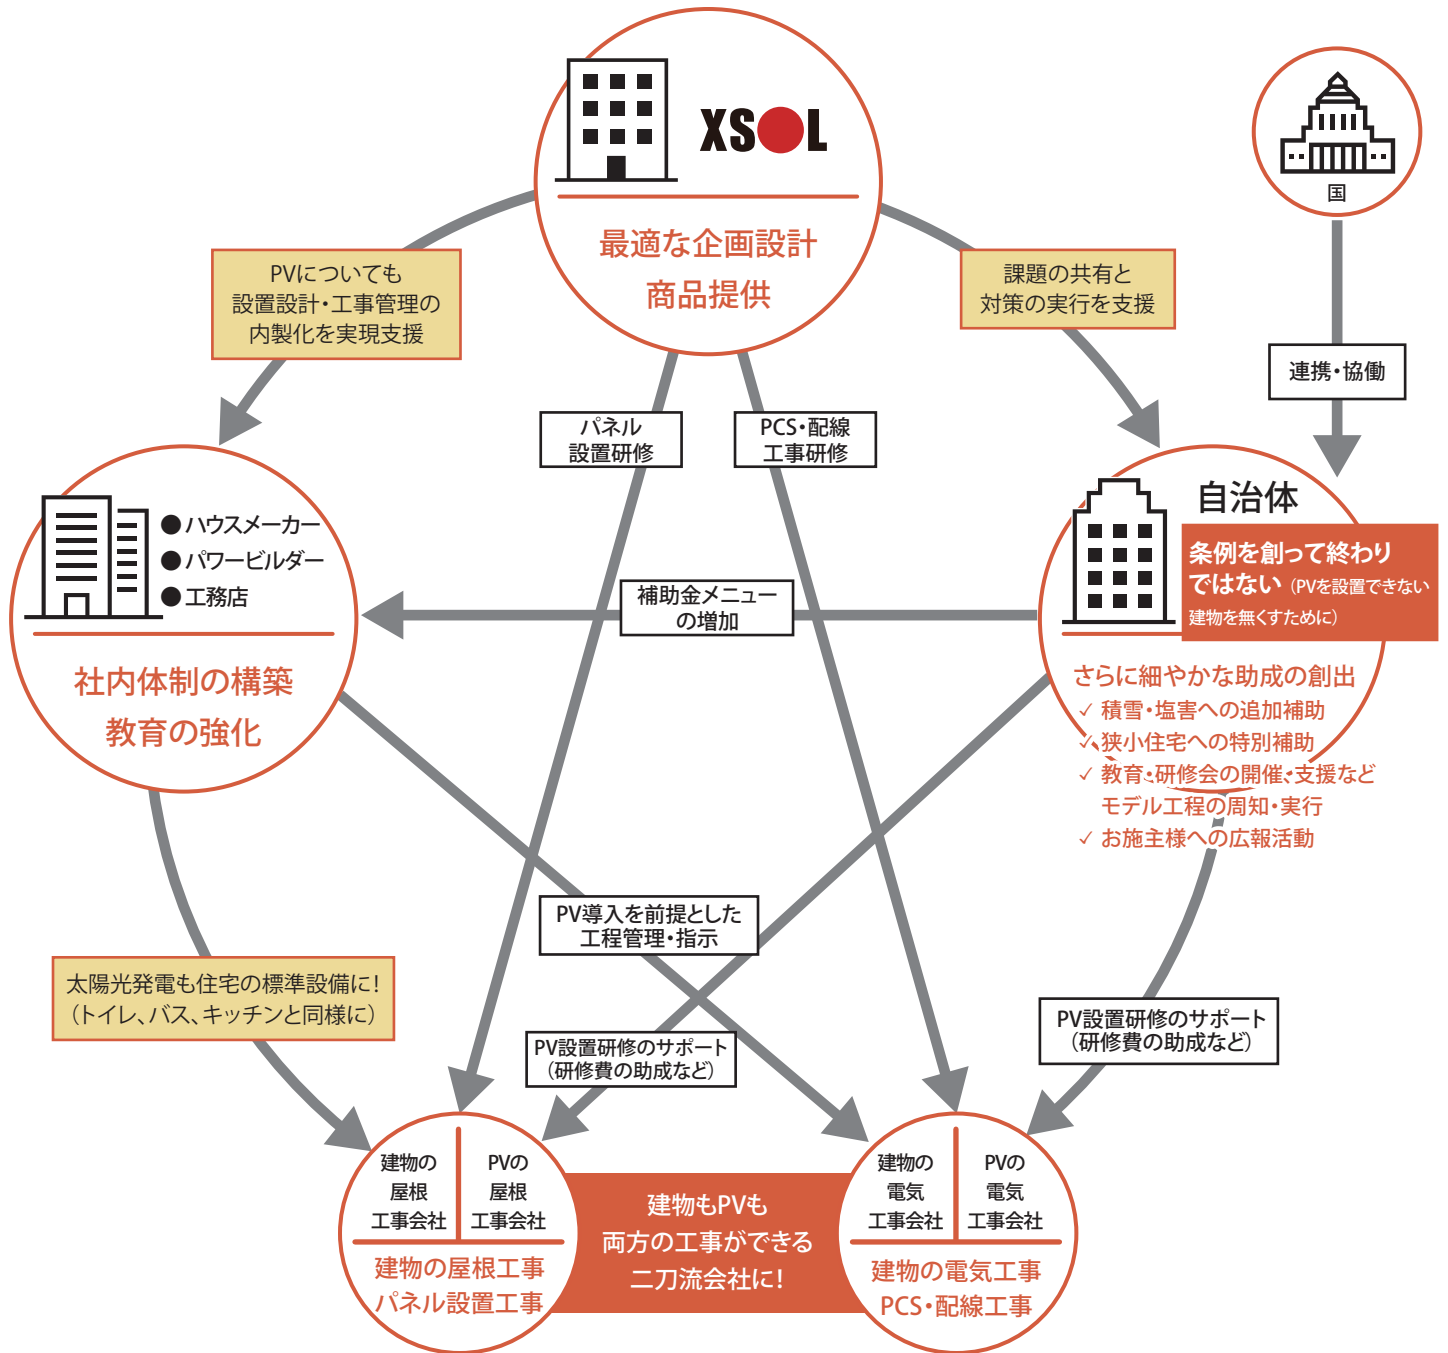 XSOL
最適な企画設計
商品提供
国
PVについても
設置設計・工事管理の
内製化を実現支援
課題の共有と
対策の実行を支援
連携・協働
パネル
設置研修
PCS・配線
工事研修
●ハウスメーカー
●パワービルダー
●工務店
社内体制の構築
教育の強化
補助金メニュー
の増加
自治体
条例を創って終わり
ではない（PVを設置できない
建物を無くすために）
さらに細やかな助成の創出
✓ 積雪・塩害への追加補助
✓ 狭小住宅への特別補助
✓ 教育・研修会の開催、支援など
モデル工程の周知・実行
✓ お施主様への広報活動
PV導入を前提とした
工程管理・指示
太陽光発電も住宅の標準設備に！
（トイレ、バス、キッチンと同様に）
PV設置研修のサポート
（研修費の助成など）
PV設置研修のサポート
（研修費の助成など）
建物の
屋根
工事会社
PVの
屋根
工事会社
建物の屋根工事
パネル設置工事
建物もPVも
両方の工事ができる
二刀流会社に！
建物の
電気
工事会社
PVの
電気
工事会社
建物の電気工事
PCS・配線工事